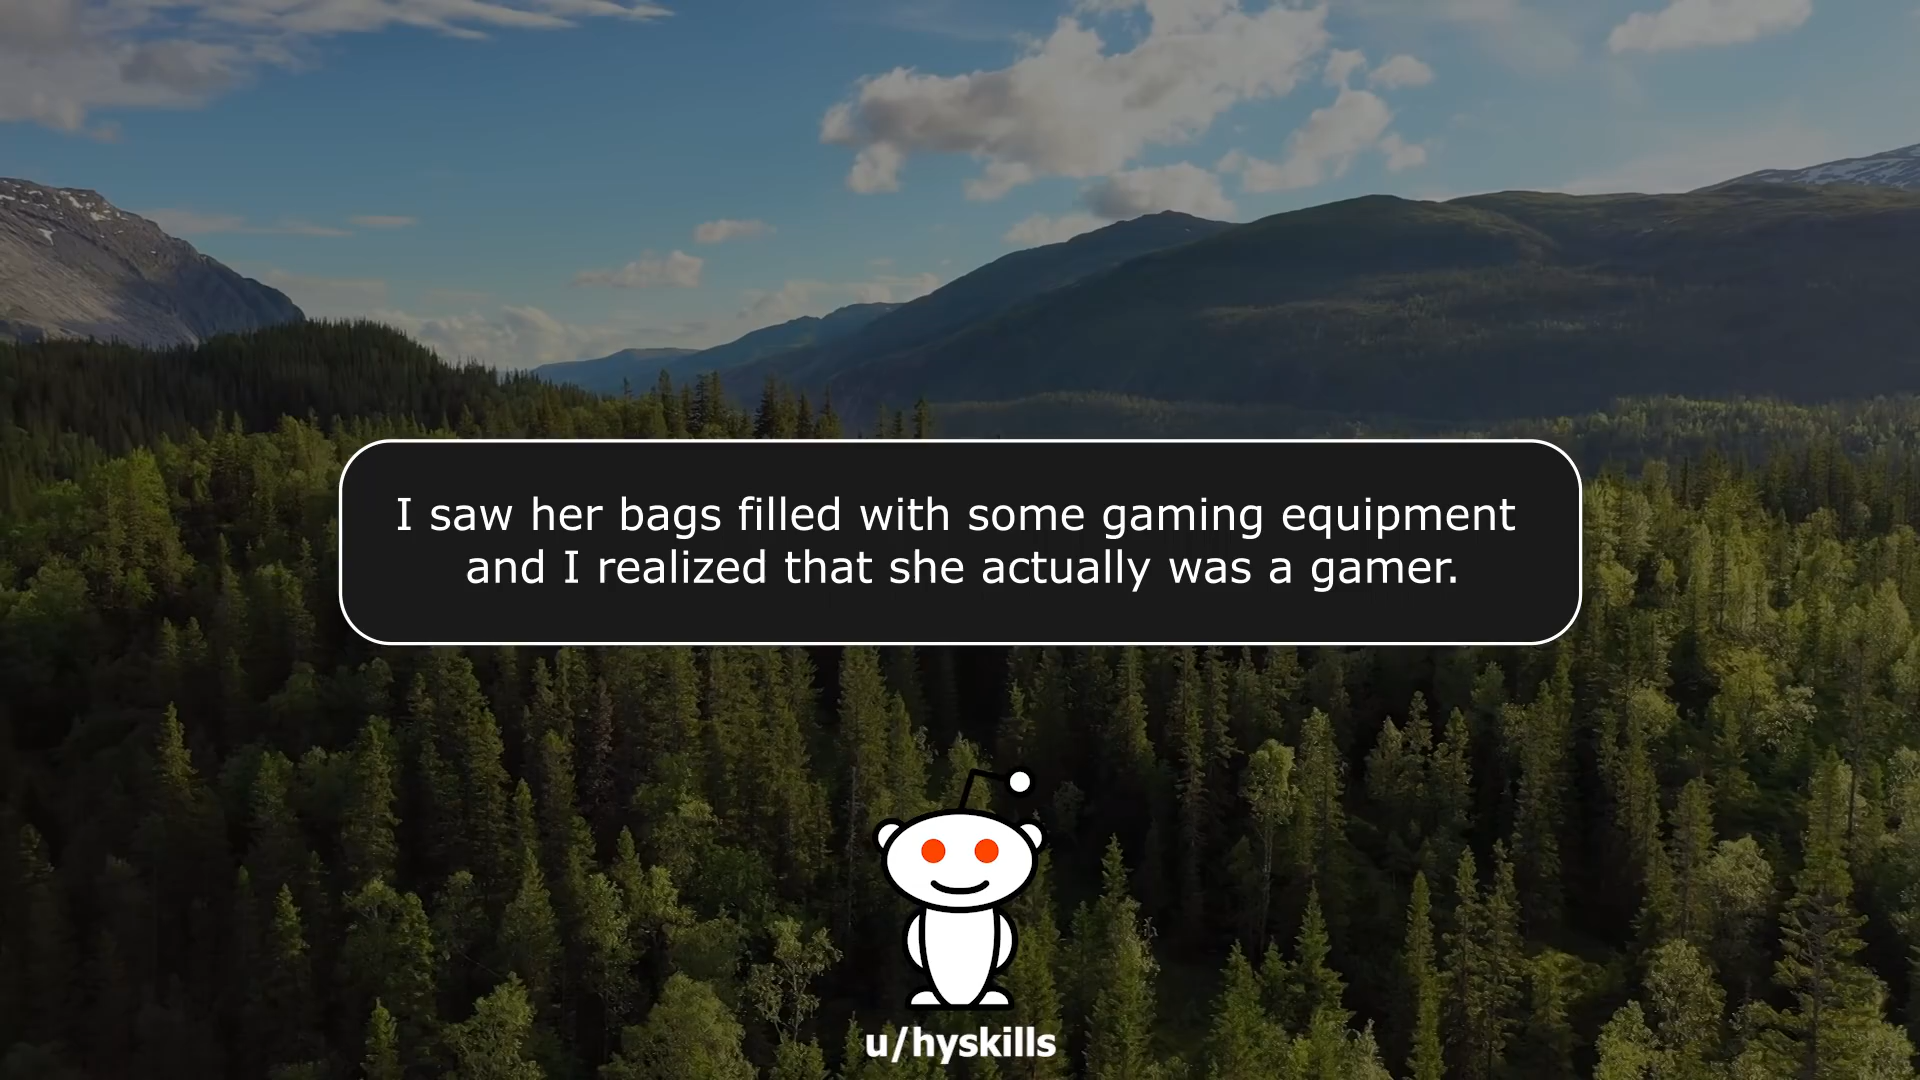 I saw her bags filled with some gaming equipment
and I realized that she actually was a gamer.
u/hyskills